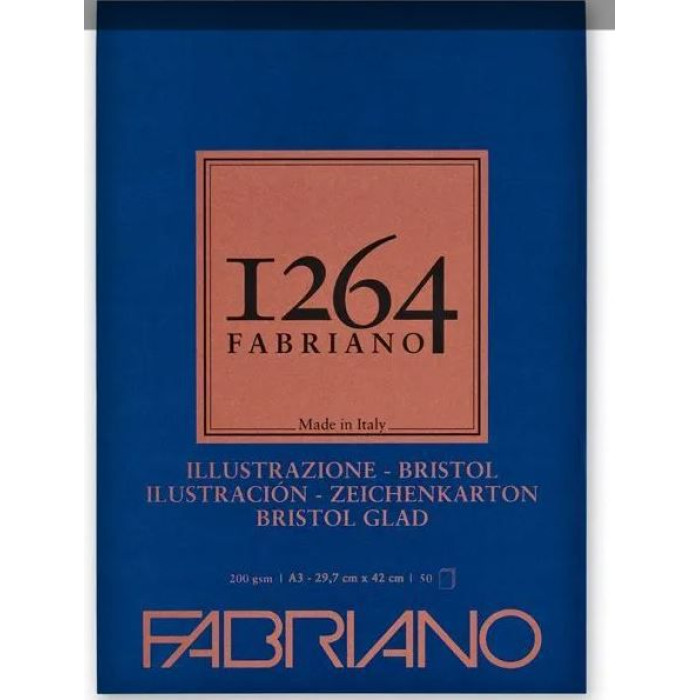 1264
FABRIANO
Made in Italy
ILLUSTRAZIONE - BRISTOL
ILUSTRACIÓN - ZEICHENKARTON
BRISTOL GLAD
200 gsm | A3 - 29,7 cm x 42 cm | 50
FABRIANO